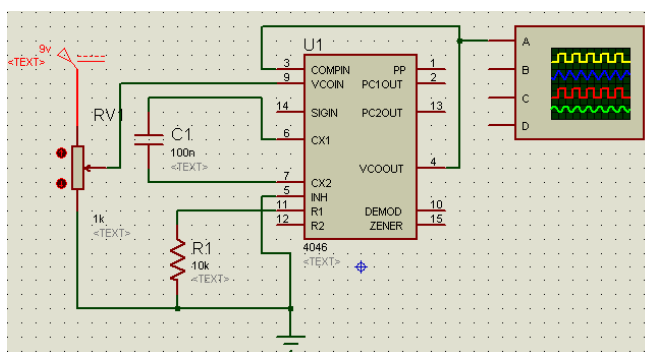 9v
<TEXT>
RV1
1k
<TEXT>
C1
100n
<TEXT>
R1
10k
<TEXT>
U1
3 COMPIN PP 1
9 VCOIN PC1OUT 2
14 SIGIN PC2OUT 13
6 CX1
VCOOUT 4
7 CX2
5 INH
11 R1 DEMOD 10
12 R2 ZENER 15
4046
<TEXT>
A
B
C
D